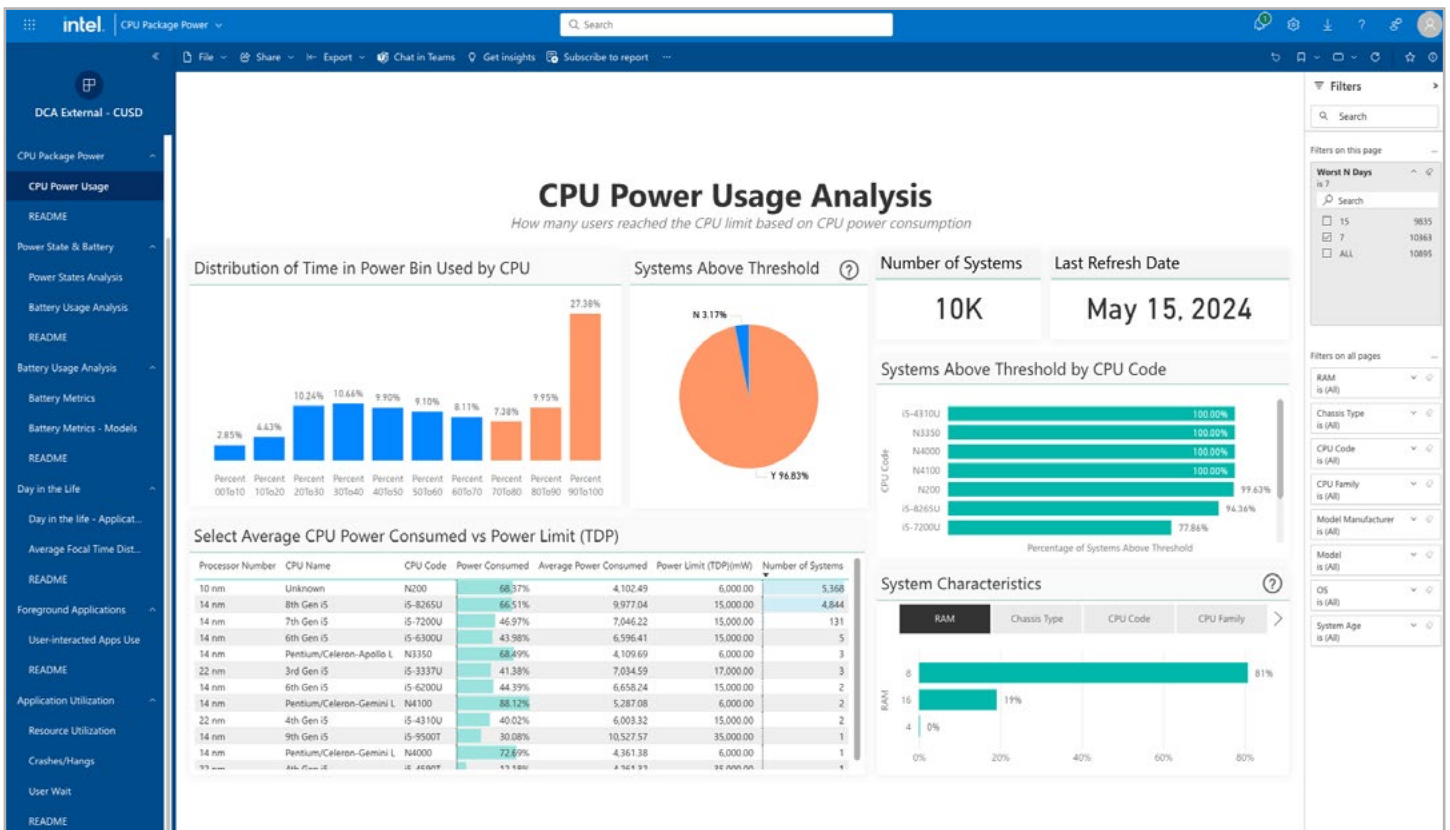 intel. CPU Package Power
Search
DCA External - CUSD
CPU Package Power
CPU Power Usage
README
Power State & Battery
Power States Analysis
Battery Usage Analysis
README
Battery Usage Analysis
Battery Metrics
Battery Metrics - Models
README
Day in the Life
Day in the life - Applicat...
Average Focal Time Dist...
README
Foreground Applications
User-interacted Apps Use
README
Application Utilization
Resource Utilization
Crashes/Hangs
User Wait
README
File Share Export Chat in Teams Get insights Subscribe to report ...
CPU Power Usage Analysis
How many users reached the CPU limit based on CPU power consumption
Distribution of Time in Power Bin Used by CPU
2.85% 4.43% 10.24% 10.66% 9.90% 9.10% 8.11% 7.38% 9.95% 27.38%
Percent Percent Percent Percent Percent Percent Percent Percent Percent Percent
00To10 10To20 20To30 30To40 40To50 50To60 60To70 70To80 80To90 90To100
Systems Above Threshold ?
N 3.17%
Y 96.83%
Number of Systems
10K
Last Refresh Date
May 15, 2024
Systems Above Threshold by CPU Code
CPU Code
i5-4310U 100.00%
N3350 100.00%
N4000 100.00%
N4100 100.00%
N200 99.63%
i5-8265U 94.36%
i5-7200U 77.86%
Percentage of Systems Above Threshold
Select Average CPU Power Consumed vs Power Limit (TDP)
Processor Number CPU Name CPU Code Power Consumed Average Power Consumed Power Limit (TDP)(mW) Number of Systems
10 nm Unknown N200 68.37% 4,102.49 6,000.00 5,368
14 nm 8th Gen i5 i5-8265U 66.51% 9,977.04 15,000.00 4,844
14 nm 7th Gen i5 i5-7200U 46.97% 7,046.22 15,000.00 131
14 nm 6th Gen i5 i5-6300U 43.98% 6,596.41 15,000.00 5
14 nm Pentium/Celeron-Apollo L N3350 68.49% 4,109.69 6,000.00 3
22 nm 3rd Gen i5 i5-3337U 41.38% 7,034.59 17,000.00 3
14 nm 6th Gen i5 i5-6200U 44.39% 6,658.24 15,000.00 2
14 nm Pentium/Celeron-Gemini L N4100 88.12% 5,287.08 6,000.00 2
22 nm 4th Gen i5 i5-4310U 40.02% 6,003.32 15,000.00 2
14 nm 9th Gen i5 i5-9500T 30.08% 10,527.57 35,000.00 1
14 nm Pentium/Celeron-Gemini L N4000 72.69% 4,361.38 6,000.00 1
22 nm 4th Gen i5 i5-4590T 12.18% 35,000.00 1
System Characteristics ?
RAM Chassis Type CPU Code CPU Family
RAM
8 81%
16 19%
4 0%
0% 20% 40% 60% 80%
Filters
Search
Filters on this page ...
Worst N Days
is 7
Search
15 9835
7 10363
ALL 10895
Filters on all pages ...
RAM
is (All)
Chassis Type
is (All)
CPU Code
is (All)
CPU Family
is (All)
Model Manufacturer
is (All)
Model
is (All)
OS
is (All)
System Age
is (All)